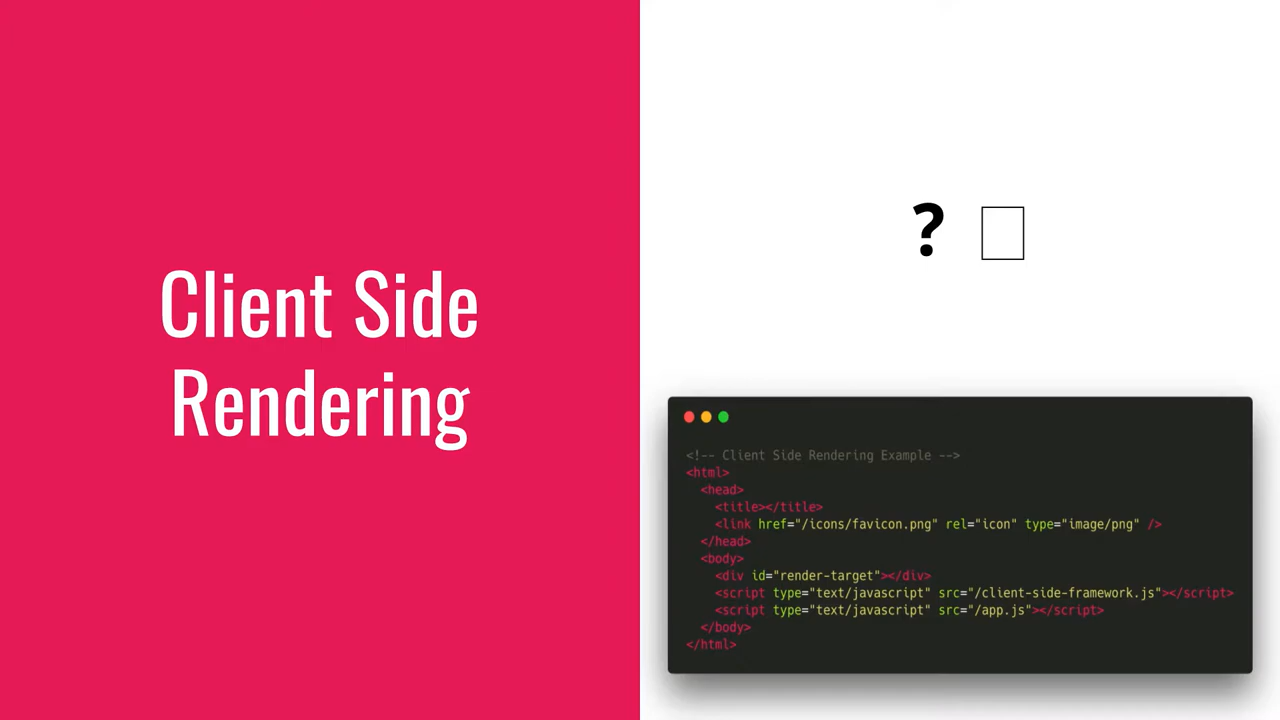 Client Side
Rendering
?
<!-- Client Side Rendering Example -->
<html>
  <head>
    <title></title>
    <link href="/icons/favicon.png" rel="icon" type="image/png" />
  </head>
  <body>
    <div id="render-target"></div>
    <script type="text/javascript" src="/client-side-framework.js"></script>
    <script type="text/javascript" src="/app.js"></script>
  </body>
</html>